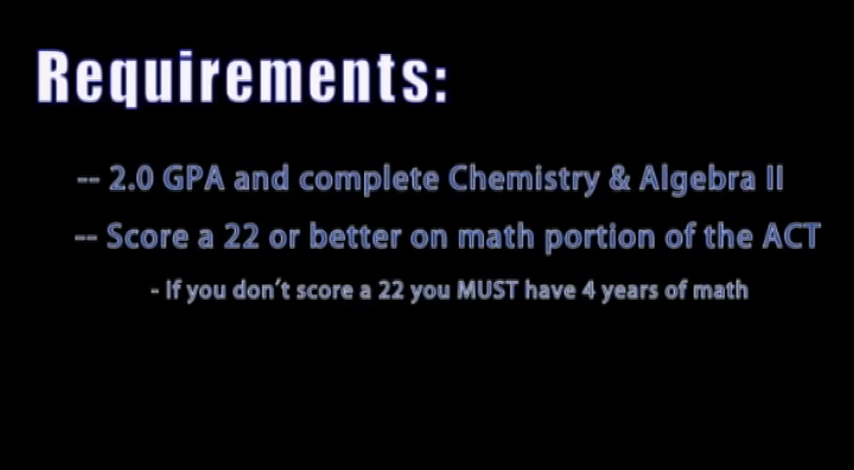 Requirements:
-- 2.0 GPA and complete Chemistry & Algebra II
-- Score a 22 or better on math portion of the ACT
- If you don´t score a 22 you MUST have 4 years of math